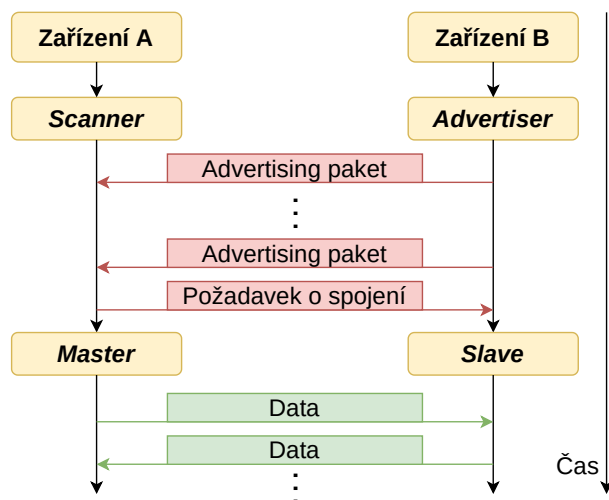 Zařízení A
Zařízení B
Scanner
Advertiser
Advertising paket
Advertising paket
Požadavek o spojení
Master
Slave
Data
Data
Čas